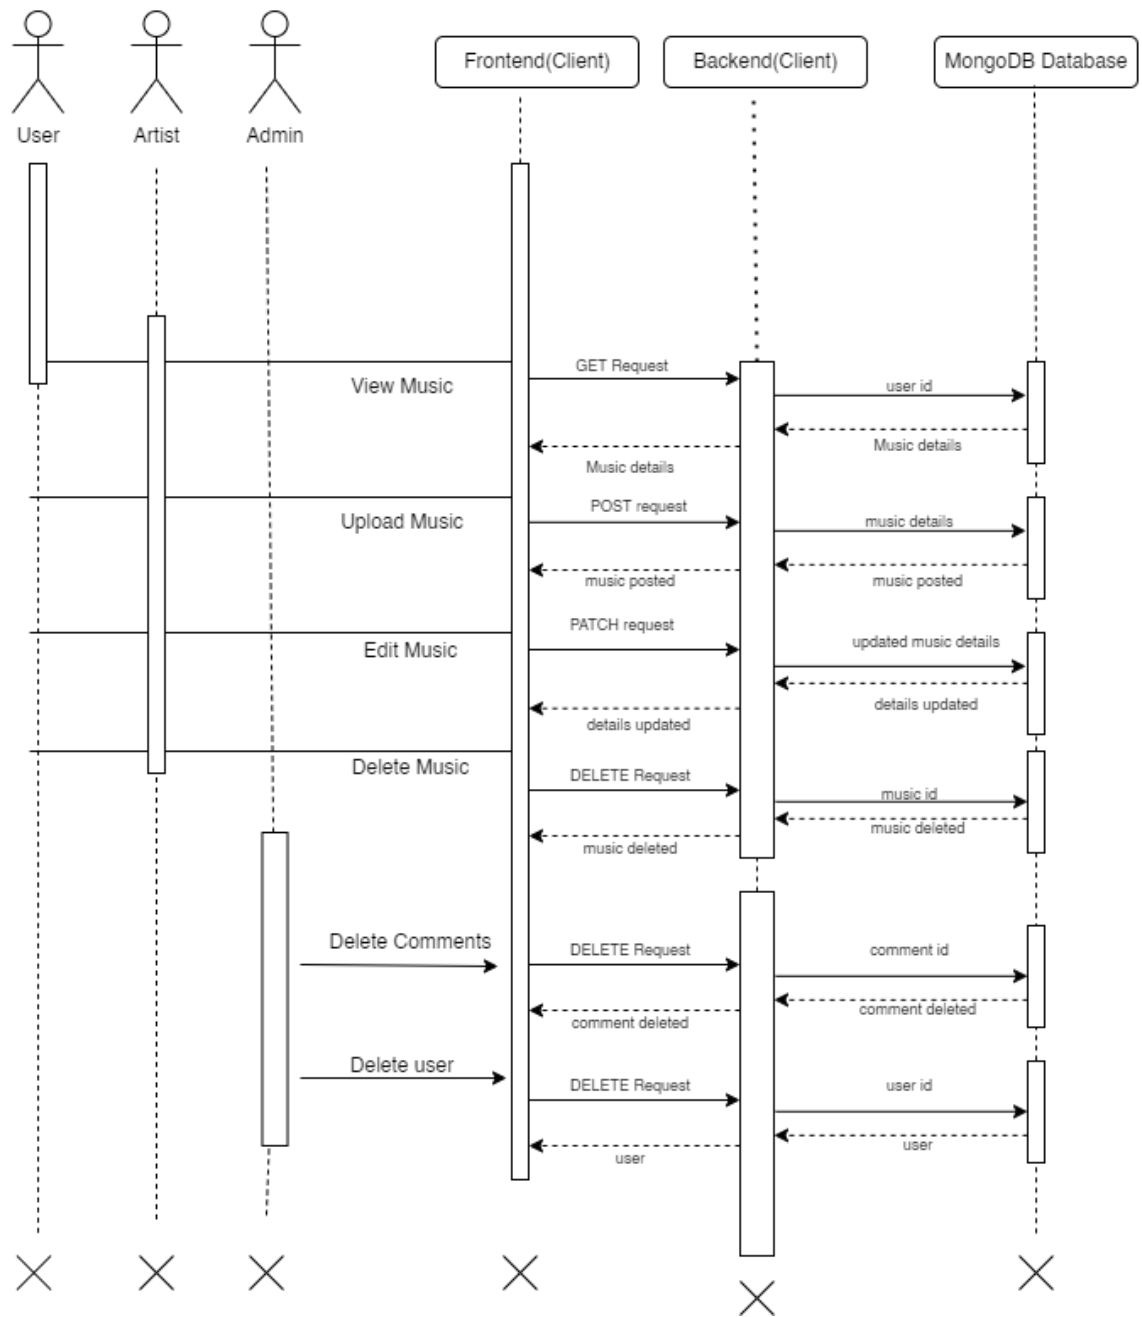 User
Artist
Admin
Frontend(Client)
Backend(Client)
MongoDB Database
View Music
GET Request
user id
Music details
Music details
Upload Music
POST request
music details
music posted
music posted
Edit Music
PATCH request
updated music details
details updated
details updated
Delete Music
DELETE Request
music id
music deleted
music deleted
Delete Comments
DELETE Request
comment id
comment deleted
comment deleted
Delete user
DELETE Request
user id
user
user